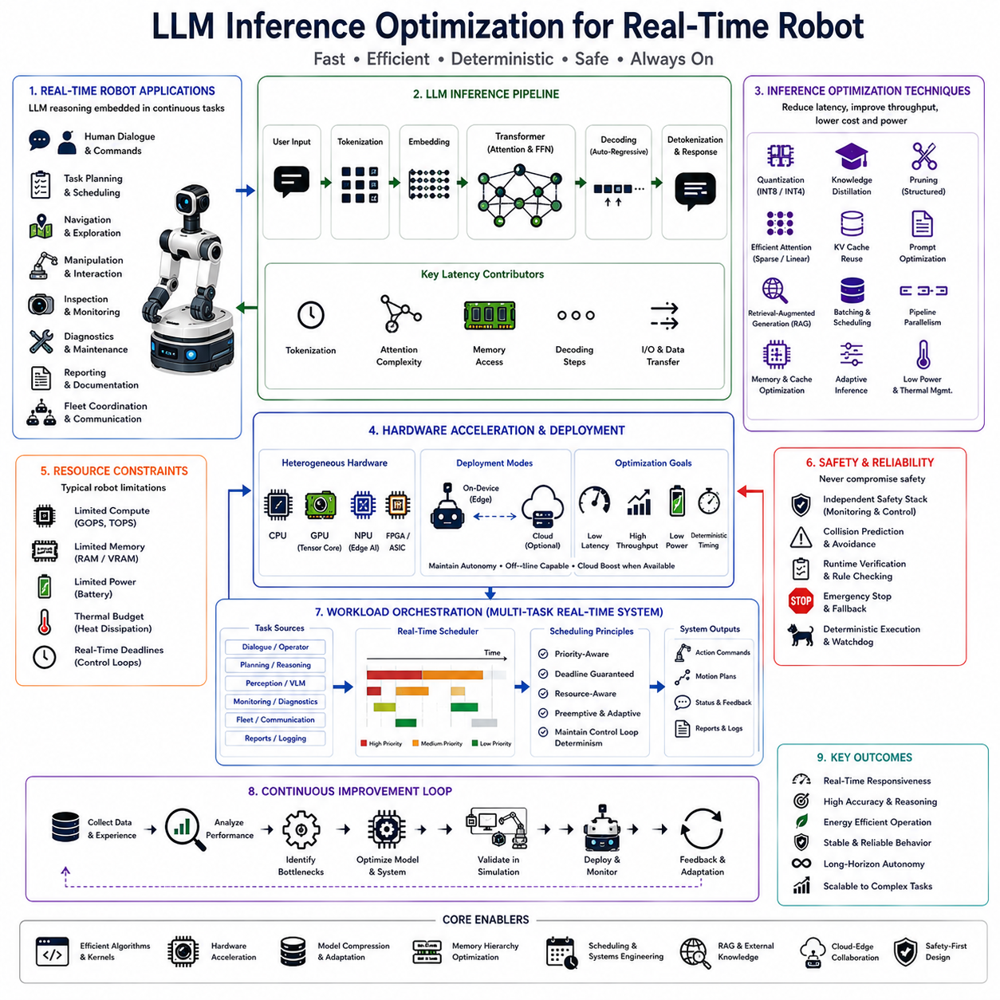 LLM Inference Optimization for Real-Time Robot
Fast • Efficient • Deterministic • Safe • Always On
1. REAL-TIME ROBOT APPLICATIONS
LLM reasoning embedded in continuous tasks
Human Dialogue
& Commands
Task Planning
& Scheduling
Navigation
& Exploration
Manipulation
& Interaction
Inspection
& Monitoring
Diagnostics
& Maintenance
Reporting
& Documentation
Fleet Coordination
& Communication
2. LLM INFERENCE PIPELINE
User Input
Tokenization
Embedding
Transformer
(Attention & FFN)
Decoding
(Auto-Regressive)
Detokenization
& Response
Key Latency Contributors
Tokenization
Attention
Complexity
Memory
Access
Decoding
Steps
I/O & Data
Transfer
3. INFERENCE OPTIMIZATION TECHNIQUES
Reduce latency, improve throughput,
lower cost and power
Quantization
(INT8 / INT4)
Knowledge
Distillation
Pruning
(Structured)
Efficient Attention
(Sparse / Linear)
KV Cache
Reuse
Prompt
Optimization
Retrieval-Augmented
Generation (RAG)
Batching &
Scheduling
Pipeline
Parallelism
Memory & Cache
Optimization
Adaptive
Inference
Low Power
& Thermal Mgmt.
4. HARDWARE ACCELERATION & DEPLOYMENT
Heterogeneous Hardware
CPU
GPU
(Tensor Core)
NPU
(Edge AI)
FPGA /
ASIC
Deployment Modes
On-Device
(Edge)
Cloud
(Optional)
Optimization Goals
Low
Latency
High
Throughput
Low
Power
Deterministic
Timing
Maintain Autonomy • Off--line Capable • Cloud Boost when Available
5. RESOURCE CONSTRAINTS
Typical robot limitations
Limited Compute
(GOPS, TOPS)
Limited Memory
(RAM / VRAM)
Limited Power
(Battery)
Thermal Budget
(Heat Dissipation)
Real-Time Deadlines
(Control Loops)
6. SAFETY & RELIABILITY
Never compromise safety
Independent Safety Stack
(Monitoring & Control)
Collision Prediction
& Avoidance
Runtime Verification
& Rule Checking
STOP
Emergency Stop
& Fallback
Deterministic Execution
& Watchdog
7. WORKLOAD ORCHESTRATION (MULTI-TASK REAL-TIME SYSTEM)
Task Sources
Dialogue / Operator
Planning / Reasoning
Perception / VLM
Monitoring / Diagnostics
Fleet / Communication
Reports / Logging
Real-Time Scheduler
Time
High Priority
Medium Priority
Low Priority
Scheduling Principles
Priority-Aware
Deadline Guaranteed
Resource-Aware
Preemptive & Adaptive
Maintain Control Loop
Determinism
System Outputs
Action Commands
Motion Plans
Status & Feedback
Reports & Logs
8. CONTINUOUS IMPROVEMENT LOOP
Collect Data
& Experience
Analyze
Performance
Identify
Bottlenecks
Optimize Model
& System
Validate in
Simulation
Deploy &
Monitor
Feedback &
Adaptation
9. KEY OUTCOMES
Real-Time Responsiveness
High Accuracy & Reasoning
Energy Efficient Operation
Stable & Reliable Behavior
Long-Horizon Autonomy
Scalable to Complex Tasks
CORE ENABLERS
Efficient Algorithms
& Kernels
Hardware
Acceleration
Model Compression
& Adaptation
Memory Hierarchy
Optimization
Scheduling &
Systems Engineering
RAG & External
Knowledge
Cloud-Edge
Collaboration
Safety-First
Design